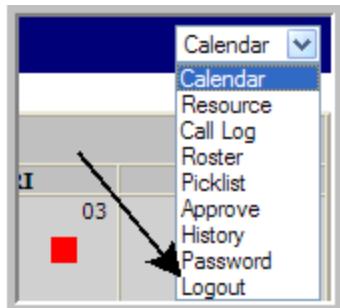 Calendar
Calendar
Resource
Call Log
Roster
Picklist
RI
Approve
03
History
Password
Logout